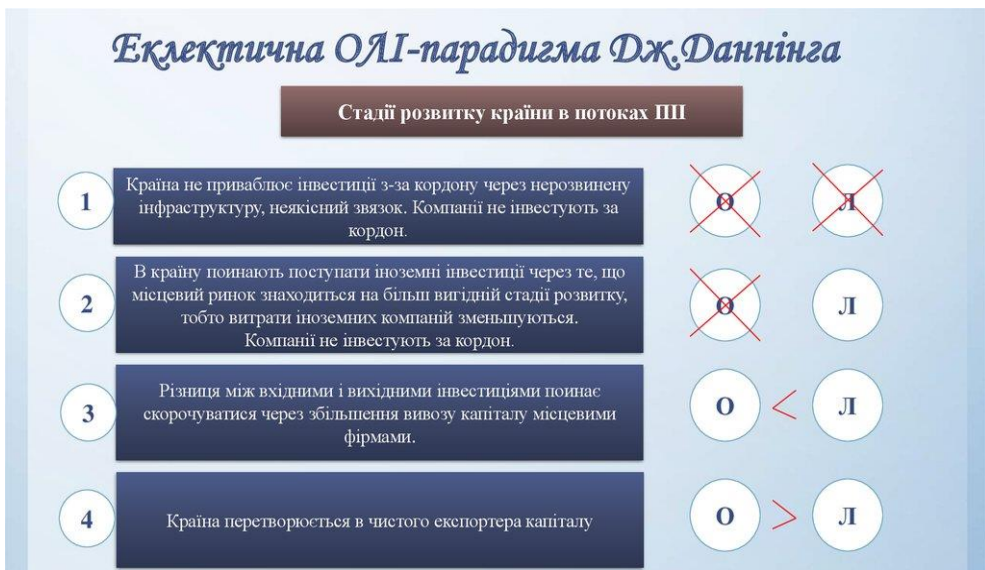 Еклектична ОЛІ-парадигма Дж.Даннінга
Стадії розвитку країни в потоках ПІІ
1
Країна не приваблює інвестиції з-за кордону через нерозвинену
інфраструктуру, неякісний звязок. Компанії не інвестують за
кордон.
О Л
2
В країну поинають поступати іноземні інвестиції через те, що
місцевий ринок знаходиться на більш вигідній стадії розвитку,
тобто витрати іноземних компаній зменьшуються.
Компанії не інвестують за кордон.
О Л
3
Різниця між вхідними і вихідними інвестиціями поинає
скорочуватися через збільшення вивозу капіталу місцевими
фірмами.
О < Л
4
Країна перетворюється в чистого експортера капіталу
О > Л